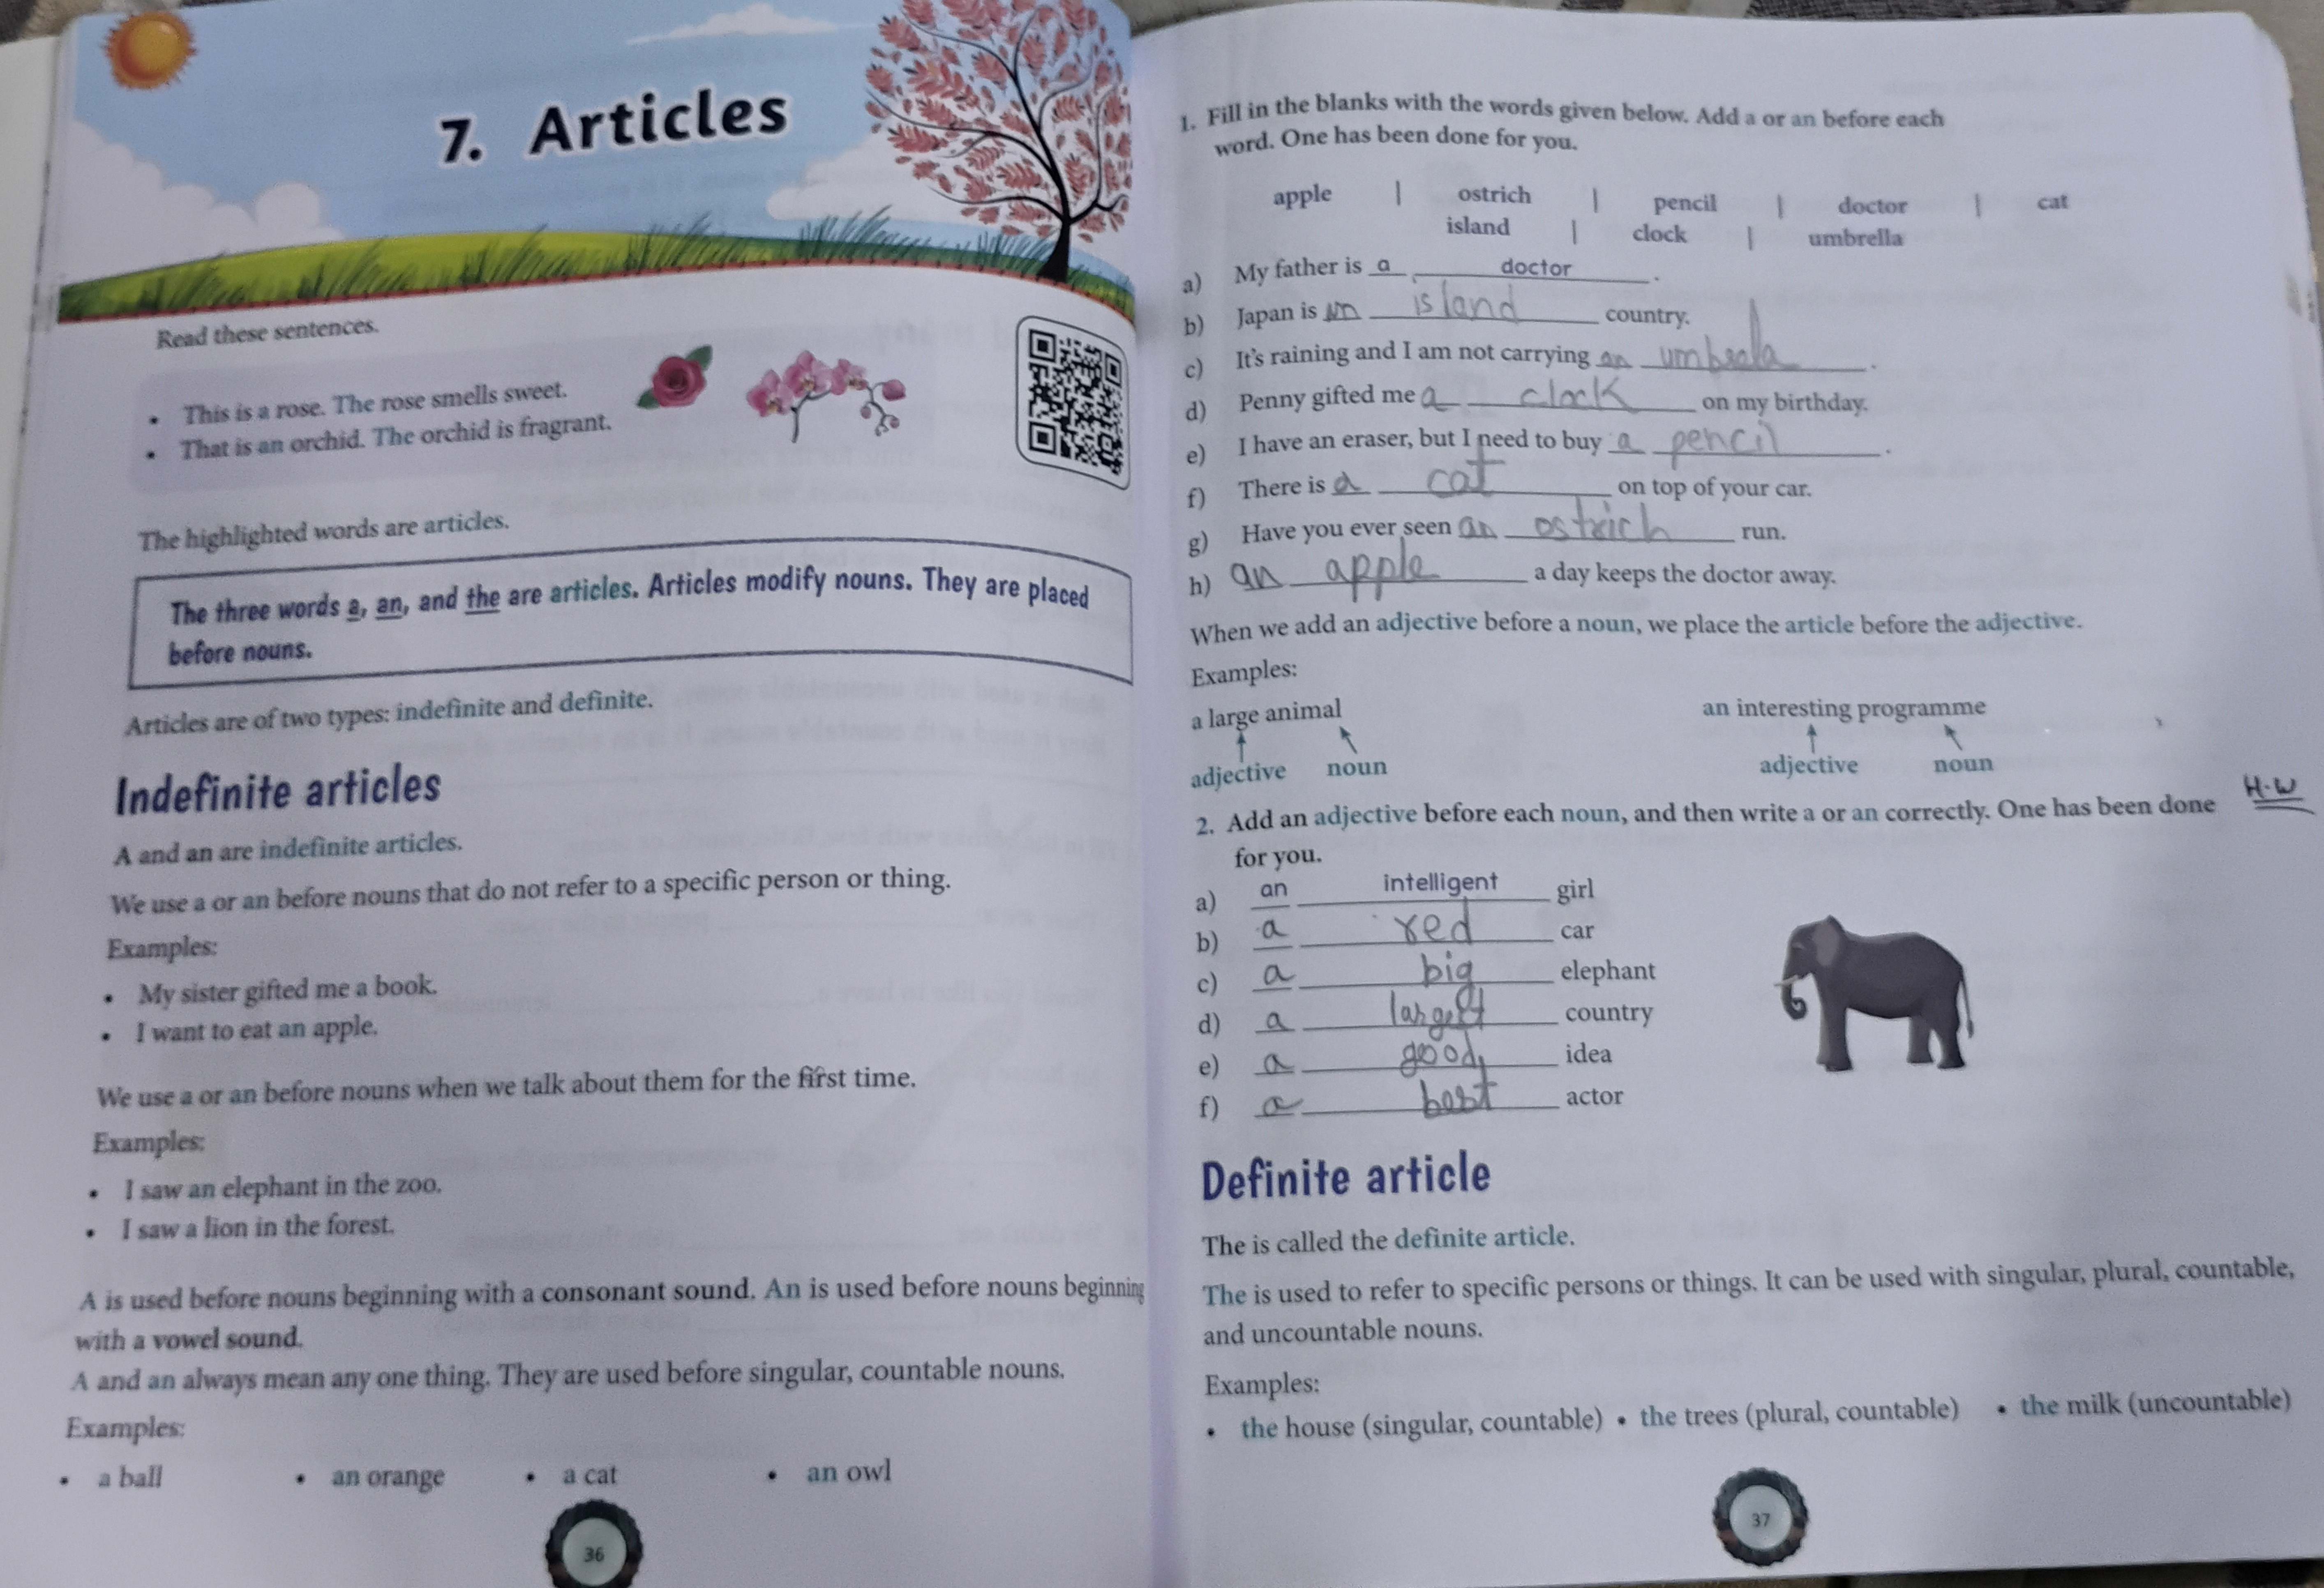 7. Articles
Read these sentences.
• This is a rose. The rose smells sweet.
• That is an orchid. The orchid is fragrant.
The highlighted words are articles.
The three words a, an, and the are articles. Articles modify nouns. They are placed
before nouns.
Articles are of two types: indefinite and definite.
Indefinite articles
A and an are indefinite articles.
We use a or an before nouns that do not refer to a specific person or thing.
Examples:
• My sister gifted me a book.
• I want to eat an apple.
We use a or an before nouns when we talk about them for the first time.
Examples:
• I saw an elephant in the zoo.
• I saw a lion in the forest.
A is used before nouns beginning with a consonant sound. An is used before nouns beginning
with a vowel sound.
A and an always mean any one thing. They are used before singular, countable nouns.
Examples:
• a ball • an orange • a cat • an owl
36
1. Fill in the blanks with the words given below. Add a or an before each
word. One has been done for you.
apple | ostrich | pencil | doctor | cat
island | clock | umbrella
a) My father is a doctor.
b) Japan is an island country.
c) It's raining and I am not carrying an umbeala.
d) Penny gifted me a clock on my birthday.
e) I have an eraser, but I need to buy a pencil.
f) There is a cat on top of your car.
g) Have you ever seen an ostrich run.
h) an apple a day keeps the doctor away.
When we add an adjective before a noun, we place the article before the adjective.
Examples:
a large animal an interesting programme
adjective noun adjective noun
2. Add an adjective before each noun, and then write a or an correctly. One has been done H.W
for you.
a) an intelligent girl
b) a red car
c) a big elephant
d) a country
e) a good idea
f) a best actor
Definite article
The is called the definite article.
The is used to refer to specific persons or things. It can be used with singular, plural, countable,
and uncountable nouns.
Examples:
• the house (singular, countable) • the trees (plural, countable) • the milk (uncountable)
37